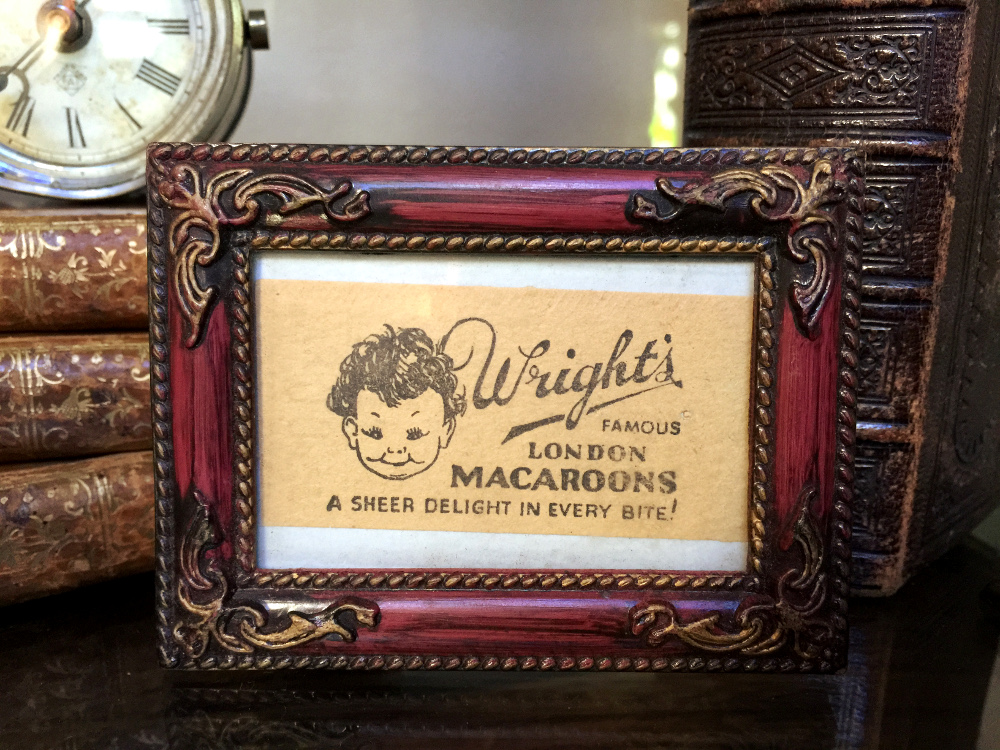 Wright's
FAMOUS
LONDON
MACAROONS
A SHEER DELIGHT IN EVERY BITE!